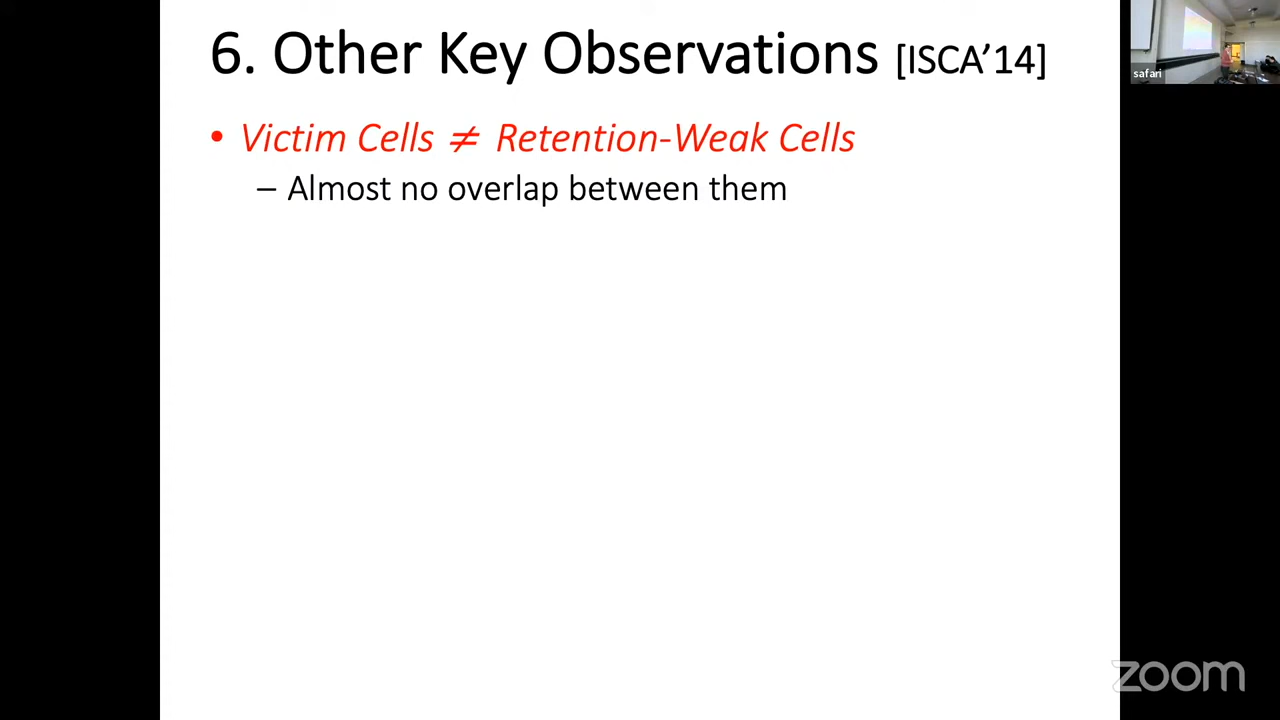 6. Other Key Observations [ISCA’14]
• Victim Cells ≠ Retention-Weak Cells
– Almost no overlap between them
safari
zoom